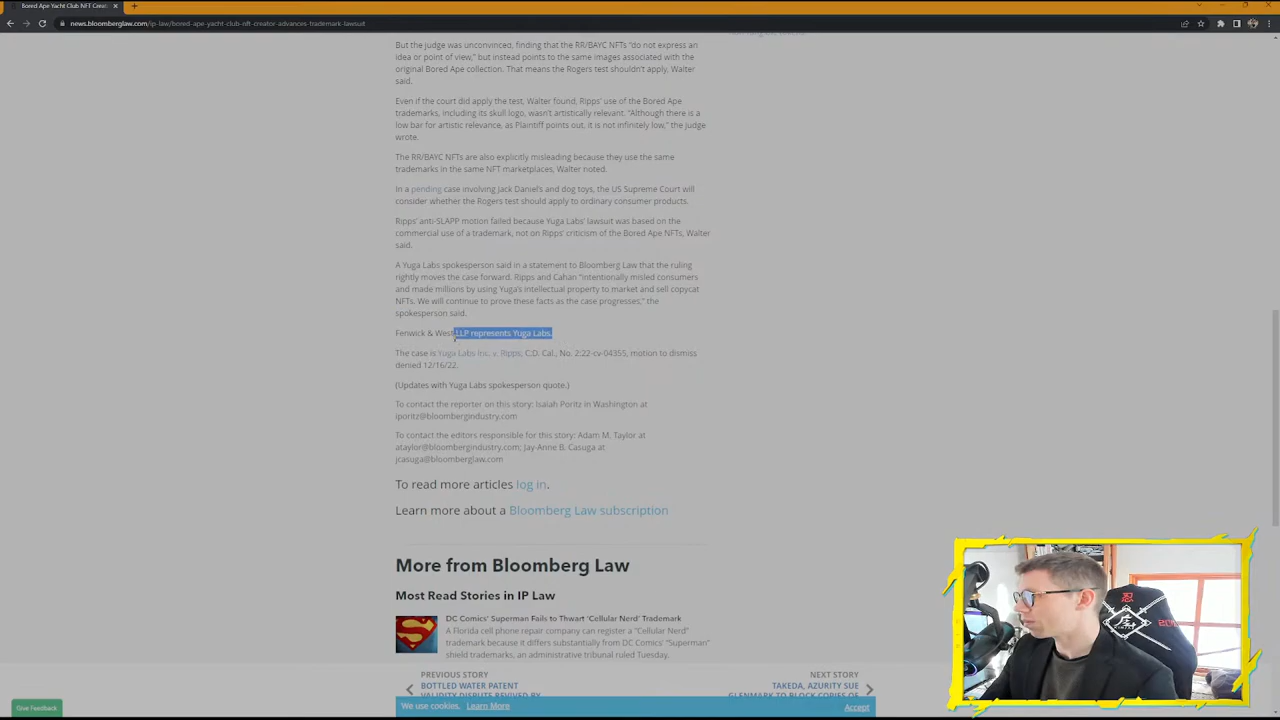 Bored Ape Yacht Club NFT Creat
news.bloomberglaw.com/ip-law/bored-ape-yacht-club-nft-creator-advances-trademark-lawsuit
But the judge was unconvinced, finding that the RR/BAYC NFTs “do not express an
idea or point of view,” but instead points to the same images associated with the
original Bored Ape collection. That means the Rogers test shouldn't apply, Walter
said.
Even if the court did apply the test, Walter found, Ripps' use of the Bored Ape
trademarks, including its skull logo, wasn't artistically relevant. “Although there is a
low bar for artistic relevance, as Plaintiff points out, it is not infinitely low,” the judge
wrote.
The RR/BAYC NFTs are also explicitly misleading because they use the same
trademarks in the same NFT marketplaces, Walter noted.
In a pending case involving Jack Daniel's and dog toys, the US Supreme Court will
consider whether the Rogers test should apply to ordinary consumer products.
Ripps' anti-SLAPP motion failed because Yuga Labs' lawsuit was based on the
commercial use of a trademark, not on Ripps' criticism of the Bored Ape NFTs, Walter
said.
A Yuga Labs spokesperson said in a statement to Bloomberg Law that the ruling
rightly moves the case forward. Ripps and Cahan “intentionally misled consumers
and made millions by using Yuga's intellectual property to market and sell copycat
NFTs. We will continue to prove these facts as the case progresses,” the
spokesperson said.
Fenwick & West LLP represents Yuga Labs.
The case is Yuga Labs Inc. v. Ripps, C.D. Cal., No. 2:22-cv-04355, motion to dismiss
denied 12/16/22.
(Updates with Yuga Labs spokesperson quote.)
To contact the reporter on this story: Isaiah Poritz in Washington at
iporitz@bloombergindustry.com
To contact the editors responsible for this story: Adam M. Taylor at
ataylor@bloombergindustry.com; Jay-Anne B. Casuga at
jcasuga@bloomberglaw.com
To read more articles log in.
Learn more about a Bloomberg Law subscription
More from Bloomberg Law
Most Read Stories in IP Law
DC Comics' Superman Fails to Thwart 'Cellular Nerd' Trademark
A Florida cell phone repair company can register a “Cellular Nerd”
trademark because it differs substantially from DC Comics' “Superman”
shield trademarks, an administrative tribunal ruled Tuesday.
PREVIOUS STORY
BOTTLED WATER PATENT
VALIDITY DISPUTE REVIVED BY
NEXT STORY
TAKEDA, AZURITY SUE
GLENMARK TO BLOCK COPIES OF
We use cookies. Learn More
Accept
Give Feedback
忍